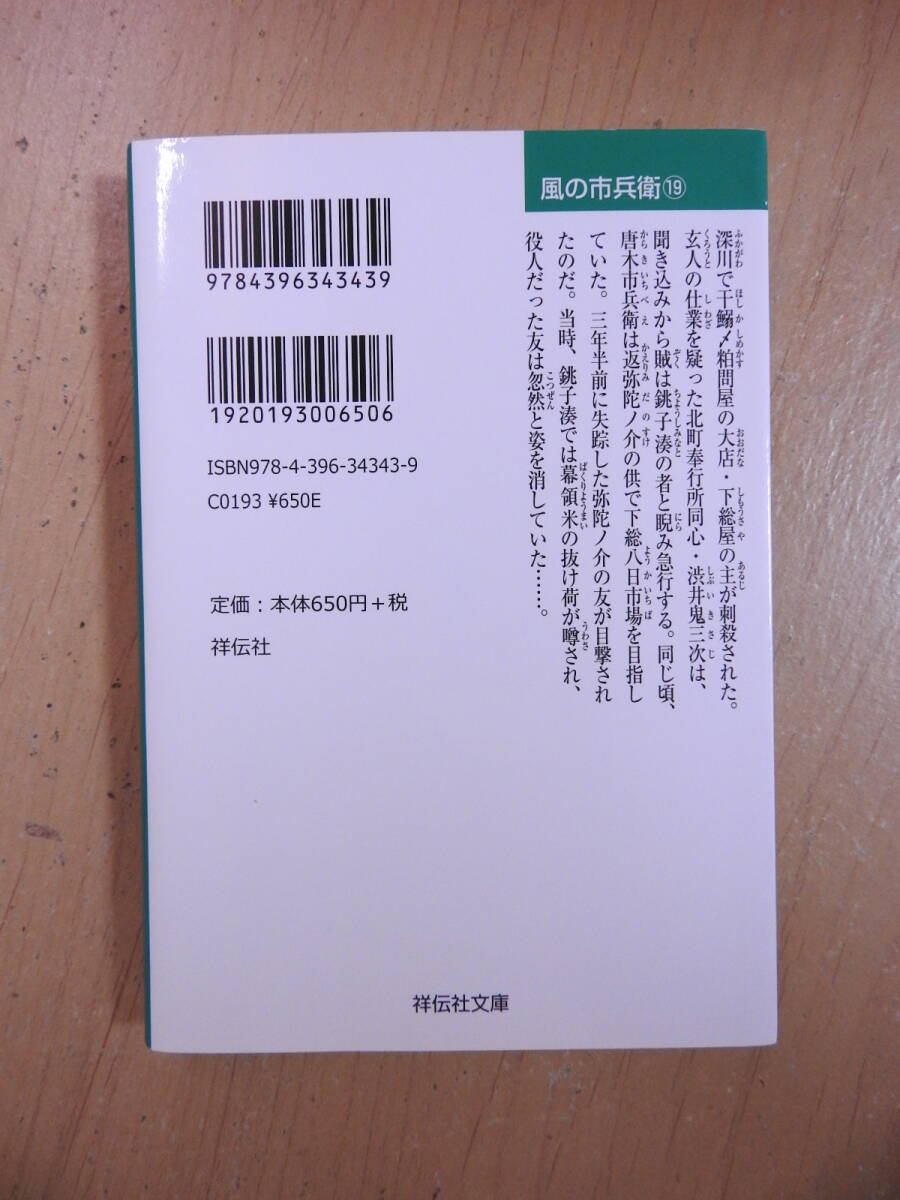 風の市兵衛⑲
深川で干鰯〆粕問屋の大店・下総屋の主が刺殺された。
玄人の仕業を疑った北町奉行所同心・渋井鬼三次は、
聞き込みから賊は銚子湊の者と睨み急行する。同じ頃、
唐木市兵衛は返弥陀ノ介の供で下総八日市場を目指し
ていた。三年半前に失踪した弥陀ノ介の友が目撃され
たのだ。当時、銚子湊では幕領米の抜け荷が噂され、
役人だった友は忽然と姿を消していた……。
9784396343439
1920193006506
ISBN978-4-396-34343-9
C0193 ¥650E
定価：本体650円＋税
祥伝社
祥伝社文庫